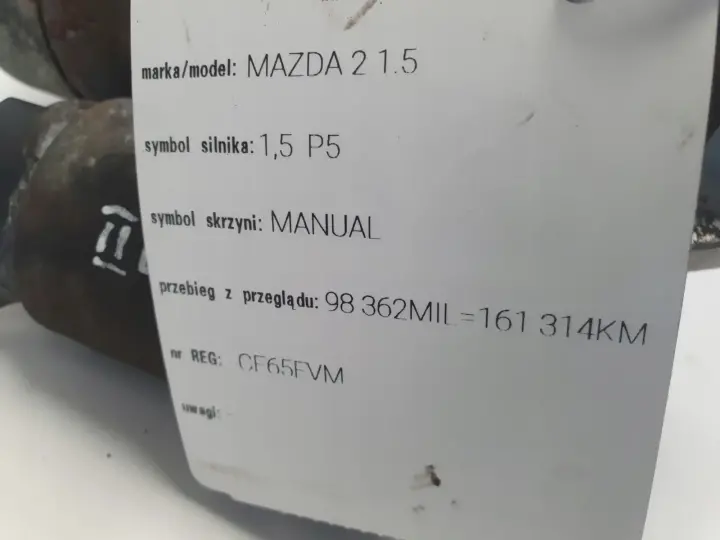 marka/model: MAZDA 2 1.5
symbol silnika: 1,5 P5
symbol skrzyni: MANUAL
przebieg z przeglądu: 98 362MIL=161 314KM
nr REG: CF65FVM
uwagi: -
II